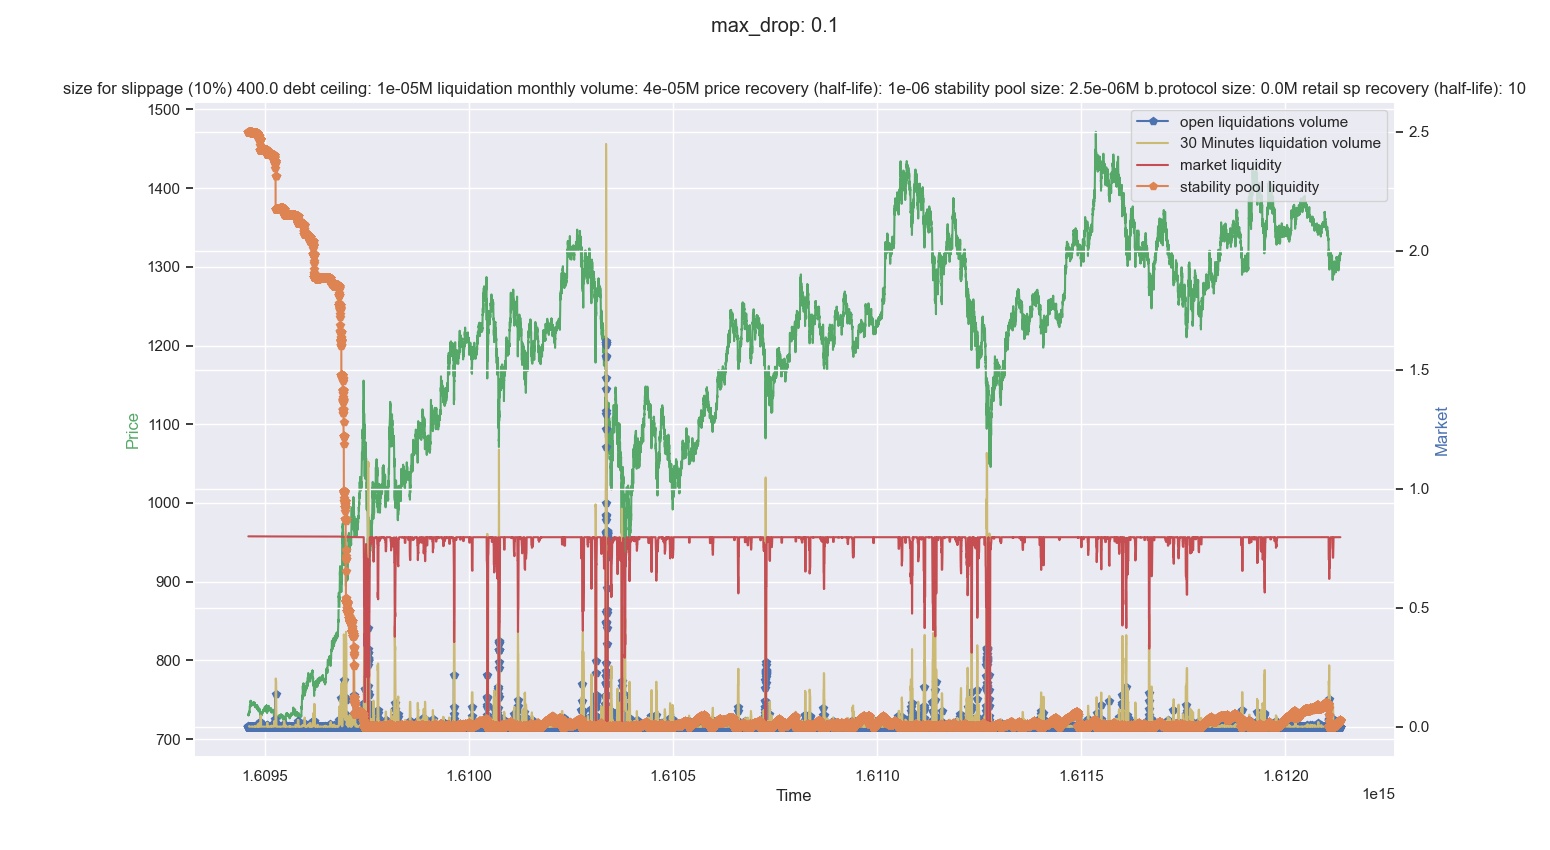 max_drop: 0.1
size for slippage (10%) 400.0 debt ceiling: 1e-05M liquidation monthly volume: 4e-05M price recovery (half-life): 1e-06 stability pool size: 2.5e-06M b.protocol size: 0.0M retail sp recovery (half-life): 10
open liquidations volume
30 Minutes liquidation volume
market liquidity
stability pool liquidity
1500
1400
1300
1200
1100
1000
900
800
700
Price
2.5
2.0
1.5
1.0
0.5
0.0
Market
1.6095
1.6100
1.6105
1.6110
1.6115
1.6120
Time
1e15